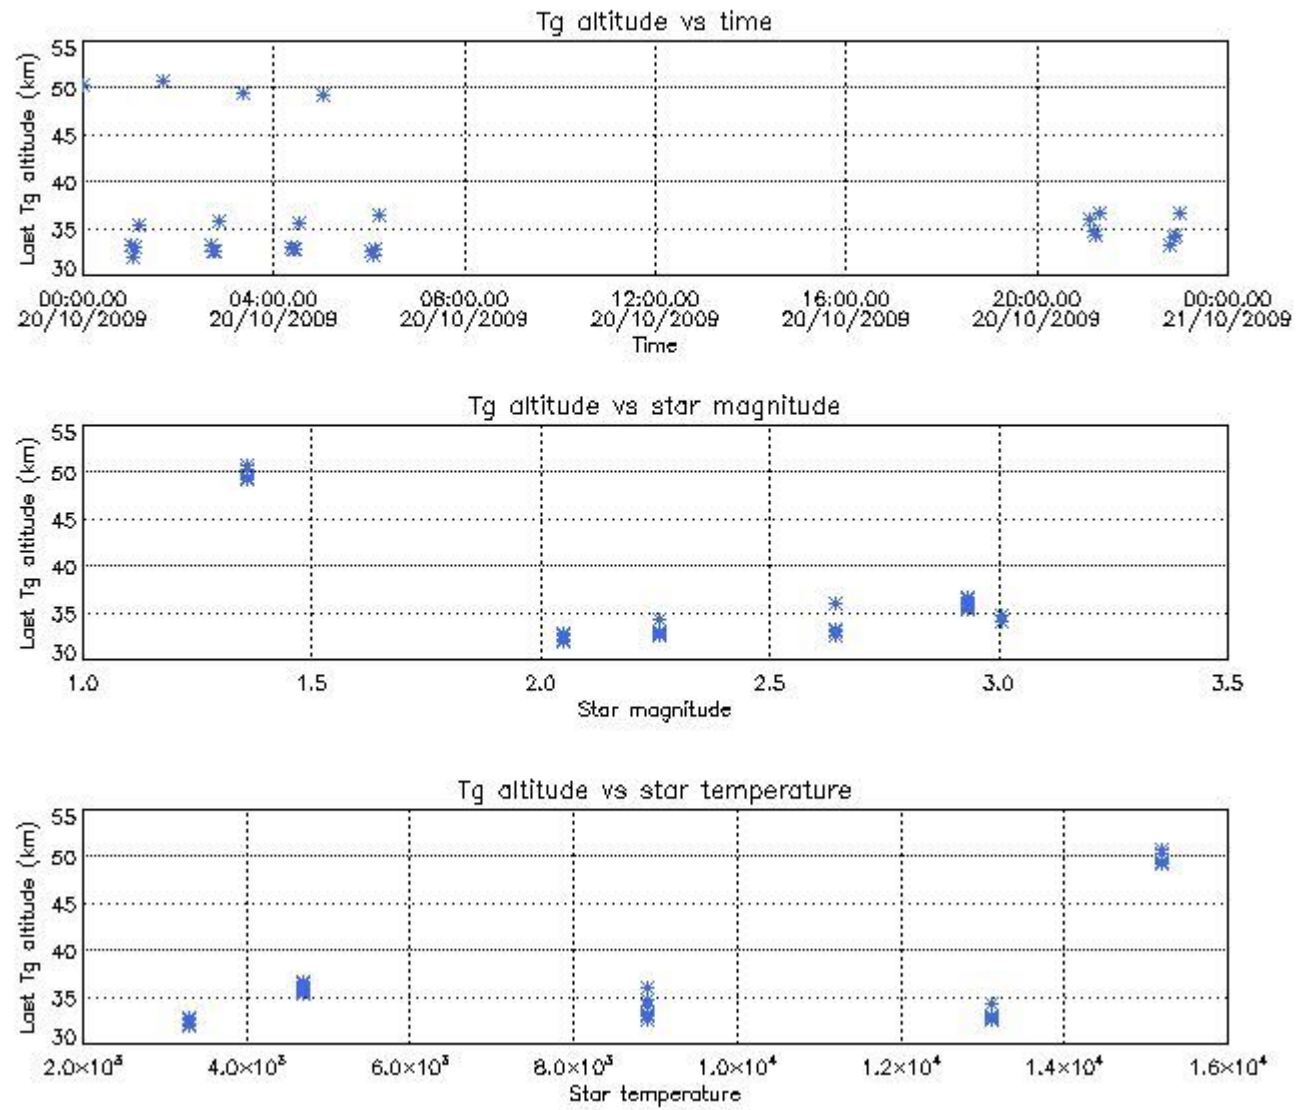 Tg altitude vs time
Last Tg altitude (km)
55
50
45
40
35
30
00:00.00 04:00.00 08:00.00 12:00.00 16:00.00 20:00.00 00:00.00
20/10/2009 20/10/2009 20/10/2009 20/10/2009 20/10/2009 20/10/2009 21/10/2009
Time
Tg altitude vs star magnitude
Last Tg altitude (km)
55
50
45
40
35
30
1.0 1.5 2.0 2.5 3.0 3.5
Star magnitude
Tg altitude vs star temperature
Last Tg altitude (km)
55
50
45
40
35
30
2.0×10³ 4.0×10³ 6.0×10³ 8.0×10³ 1.0×10⁴ 1.2×10⁴ 1.4×10⁴ 1.6×10⁴
Star temperature